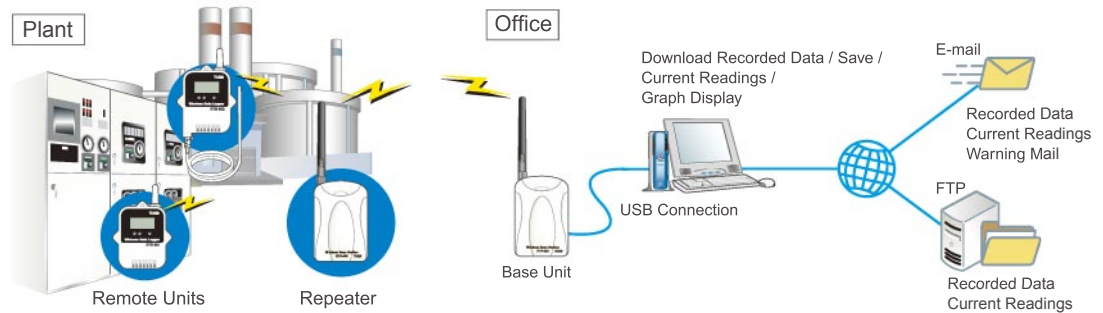 Plant
Office
Download Recorded Data / Save /
Current Readings /
Graph Display
E-mail
Recorded Data
Current Readings
Warning Mail
FTP
USB Connection
Base Unit
Remote Units
Repeater
Recorded Data
Current Readings